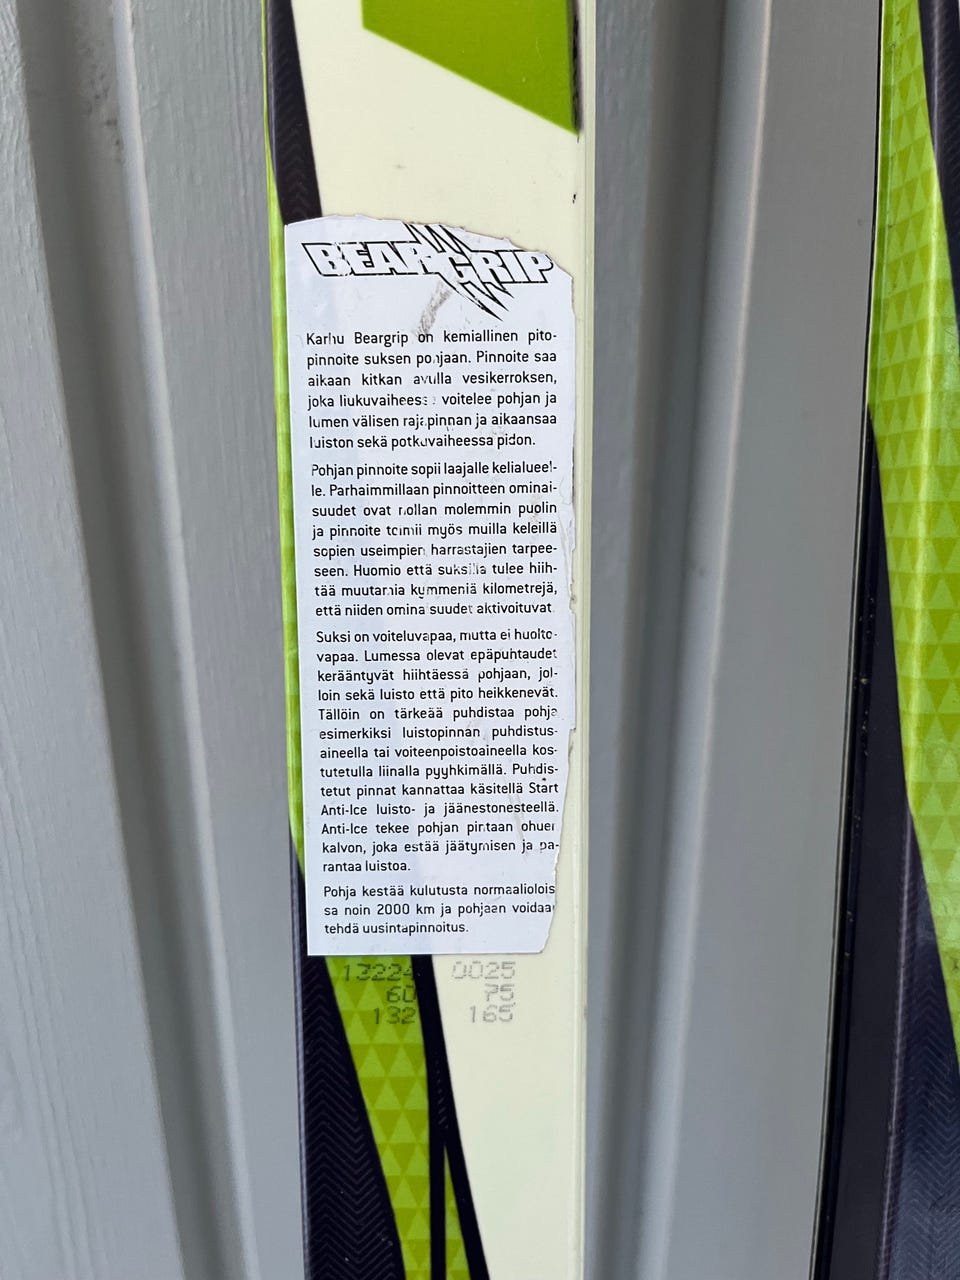 BEARGRIP
Karhu Beargrip on kemiallinen pito-
pinnoite suksen pohjaan. Pinnoite saa
aikaan kitkan avulla vesikerroksen,
joka liukuvaiheessa voitelee pohjan ja
lumen välisen rajapinnan ja aikaansaa
luiston sekä potkuvaiheessa pidon.
Pohjan pinnoite sopii laajalle kelialueel-
le. Parhaimmillaan pinnoitteen ominai-
suudet ovat nollan molemmin puolin
ja pinnoite toimii myös muilla keleillä
sopien useimpien harrastajien tarpee-
seen. Huomio että suksilla tulee hiih-
tää muutamia kymmeniä kilometrejä,
että niiden ominaisuudet aktivoituvat
Suksi on voiteluvapaa, mutta ei huolto-
vapaa. Lumessa olevat epäpuhtaudet
kerääntyvät hiihtäessä pohjaan, jol-
loin sekä luisto että pito heikkenevät.
Tällöin on tärkeää puhdistaa pohja
esimerkiksi luistopinnan puhdistus-
aineella tai voiteenpoistoaineella kos-
tutetulla liinalla pyyhkimällä. Puhdis-
tetut pinnat kannattaa käsitellä Start
Anti-Ice luisto- ja jäänestonesteellä.
Anti-Ice tekee pohjan pintaan ohuen
kalvon, joka estää jäätymisen ja pa-
rantaa luistoa.
Pohja kestää kulutusta normaaliolois
sa noin 2000 km ja pohjaan voidaan
tehdä uusintapinnoitus.
13224 0025
60 75
132 165